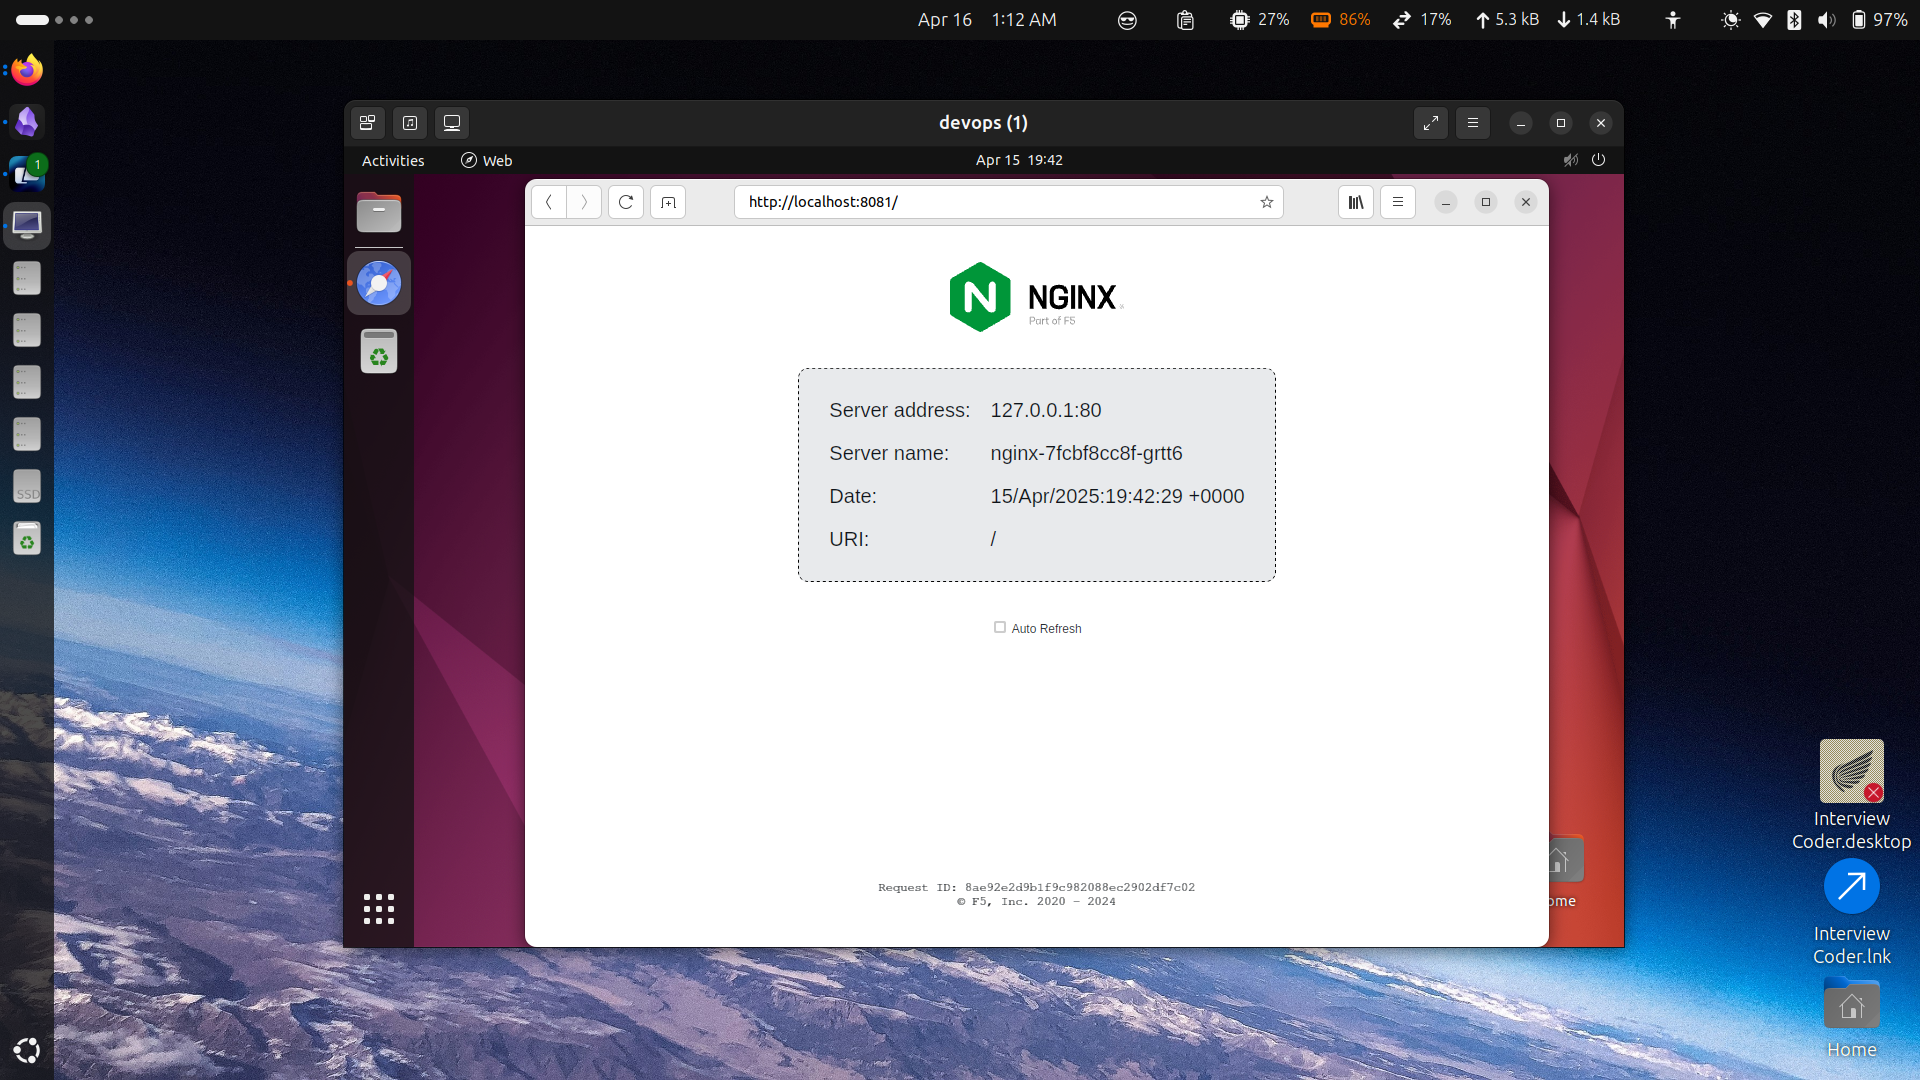 Apr 16 1:12 AM 27% 86% 17% 5.3 kB 1.4 kB 97%
1
devops (1)
Activities Web Apr 15 19:42
http://localhost:8081/
N NGINX
Part of F5
Server address: 127.0.0.1:80
Server name: nginx-7fcbf8cc8f-grtt6
Date: 15/Apr/2025:19:42:29 +0000
URI: /
Auto Refresh
Request ID: 8ae92e2d9b1f9c982088ec2902df7c02
© F5, Inc. 2020 - 2024
ome
SSD
Interview
Coder.desktop
Interview
Coder.lnk
Home